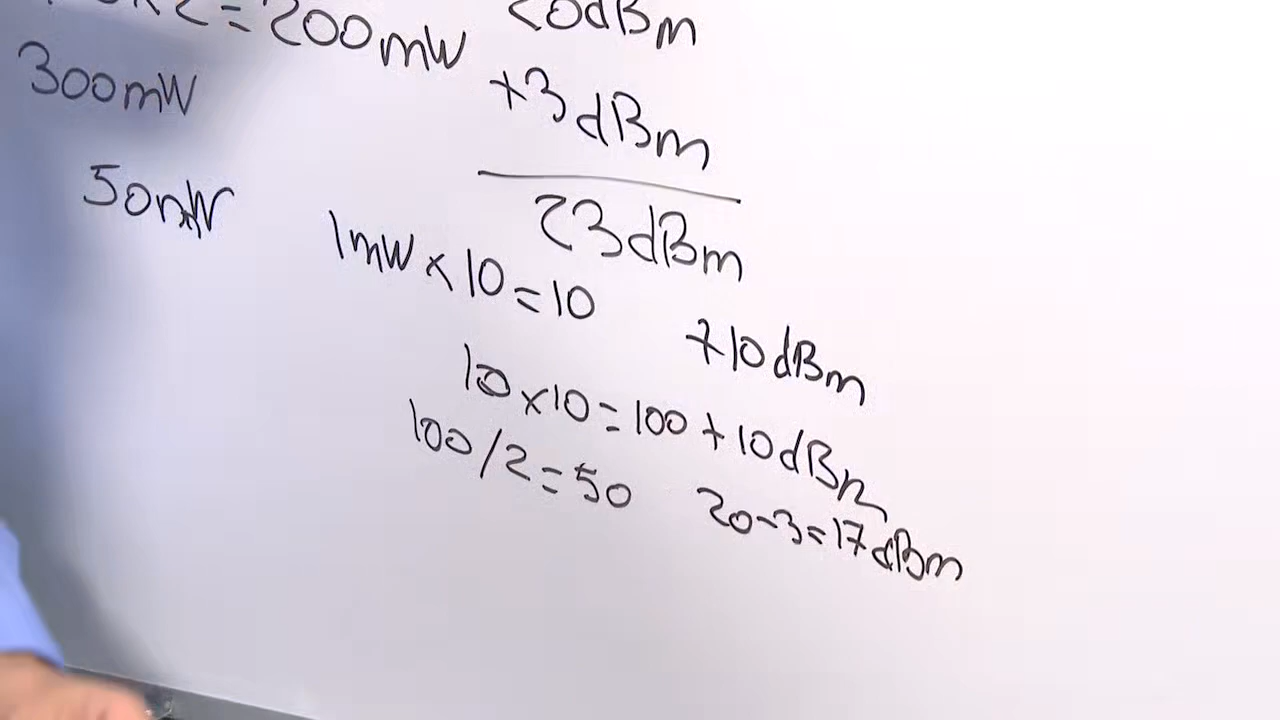 2 = 200mW
20dBm
300mW
+3dBm
50mW
23dBm
1mW × 10 = 10
+10dBm
10×10 = 100 + 10dBm
100/2 = 50
20-3=17dBm